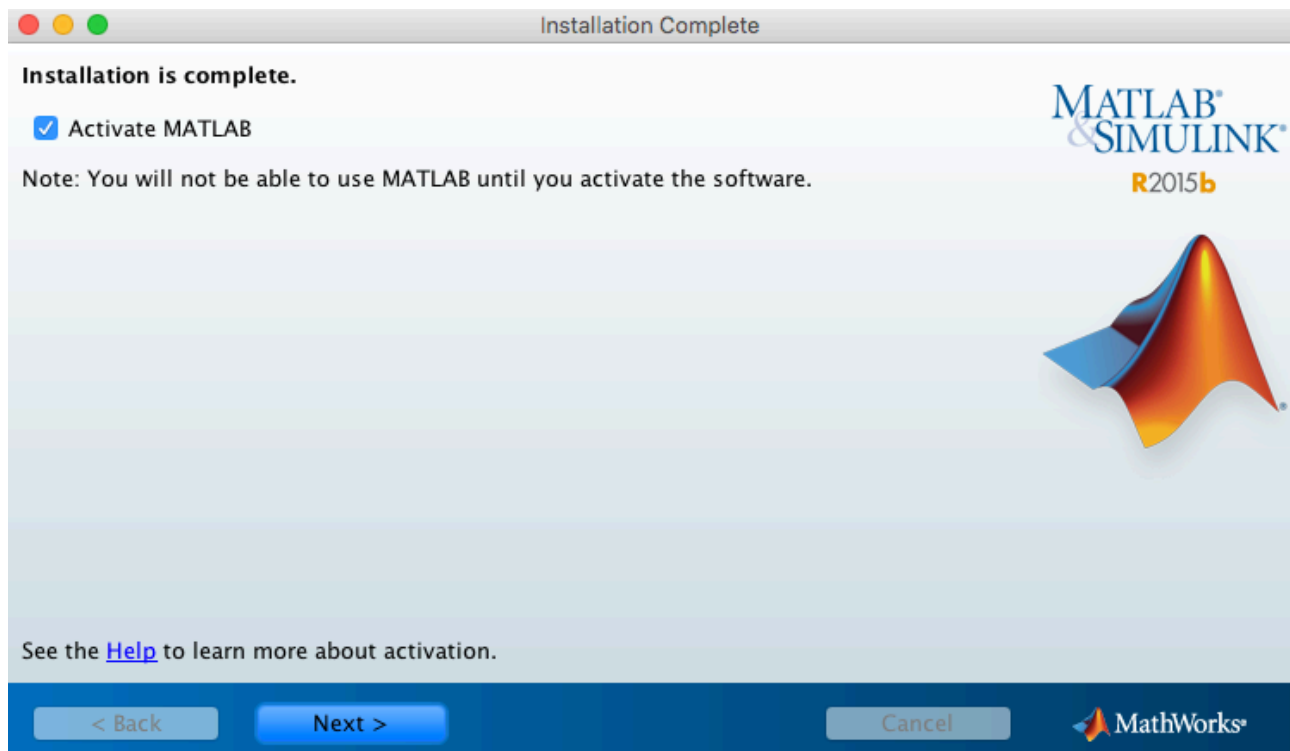 Installation Complete
Installation is complete.
Activate MATLAB
Note: You will not be able to use MATLAB until you activate the software.
MATLAB®
&SIMULINK®
R2015b
See the Help to learn more about activation.
< Back
Next >
Cancel
MathWorks®